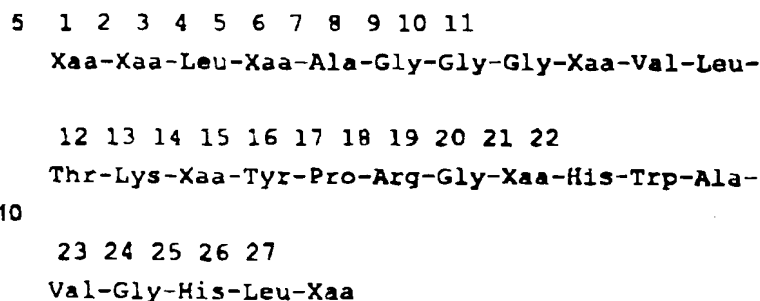 5 1 2 3 4 5 6 7 8 9 10 11
Xaa-Xaa-Leu-Xaa-Ala-Gly-Gly-Gly-Xaa-Val-Leu-
12 13 14 15 16 17 18 19 20 21 22
Thr-Lys-Xaa-Tyr-Pro-Arg-Gly-Xaa-His-Trp-Ala-
10
23 24 25 26 27
Val-Gly-His-Leu-Xaa